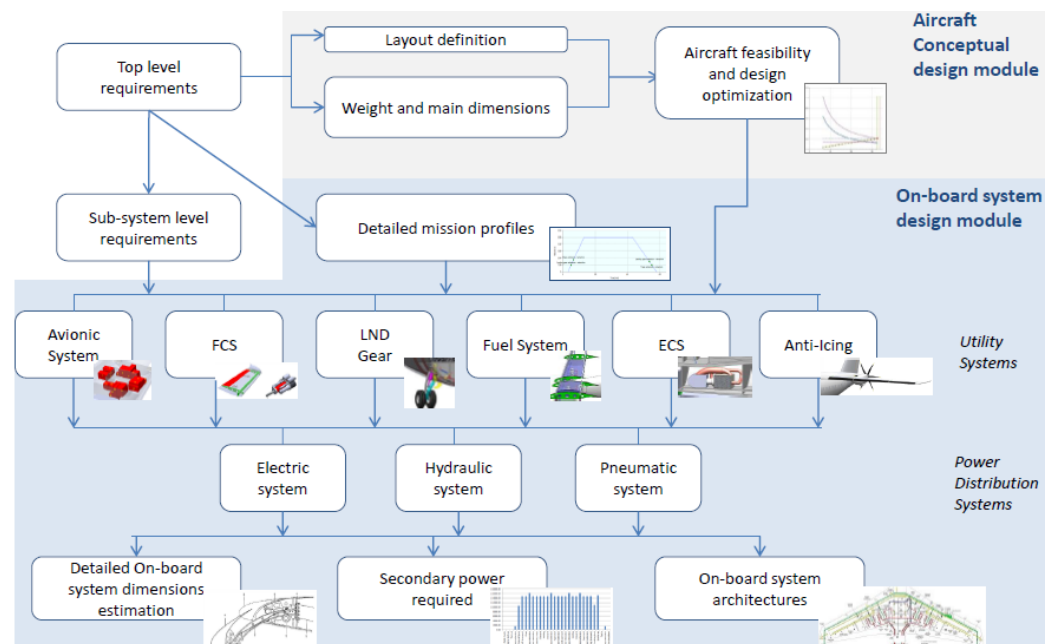 Aircraft
Conceptual
design module
Top level
requirements
Layout definition
Weight and main dimensions
Aircraft feasibility
and design
optimization
On-board system
design module
Sub-system level
requirements
Detailed mission profiles
Avionic
System
FCS
LND
Gear
Fuel System
ECS
Anti-Icing
Utility
Systems
Electric
system
Hydraulic
system
Pneumatic
system
Power
Distribution
Systems
Detailed On-board
system dimensions
estimation
Secondary power
required
On-board system
architectures